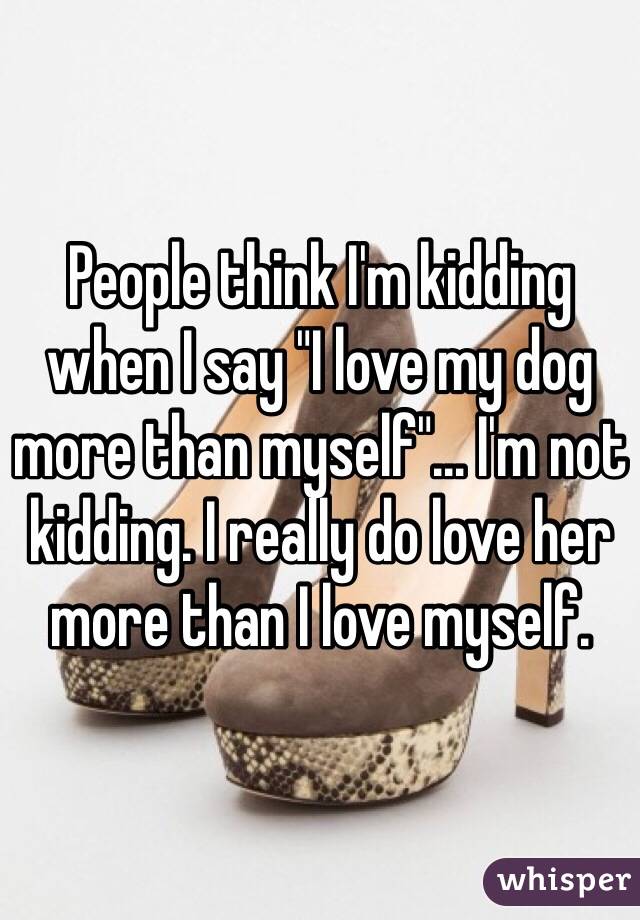 People think I'm kidding
when I say "I love my dog
more than myself"... I'm not
kidding. I really do love her
more than I love myself.
whisper